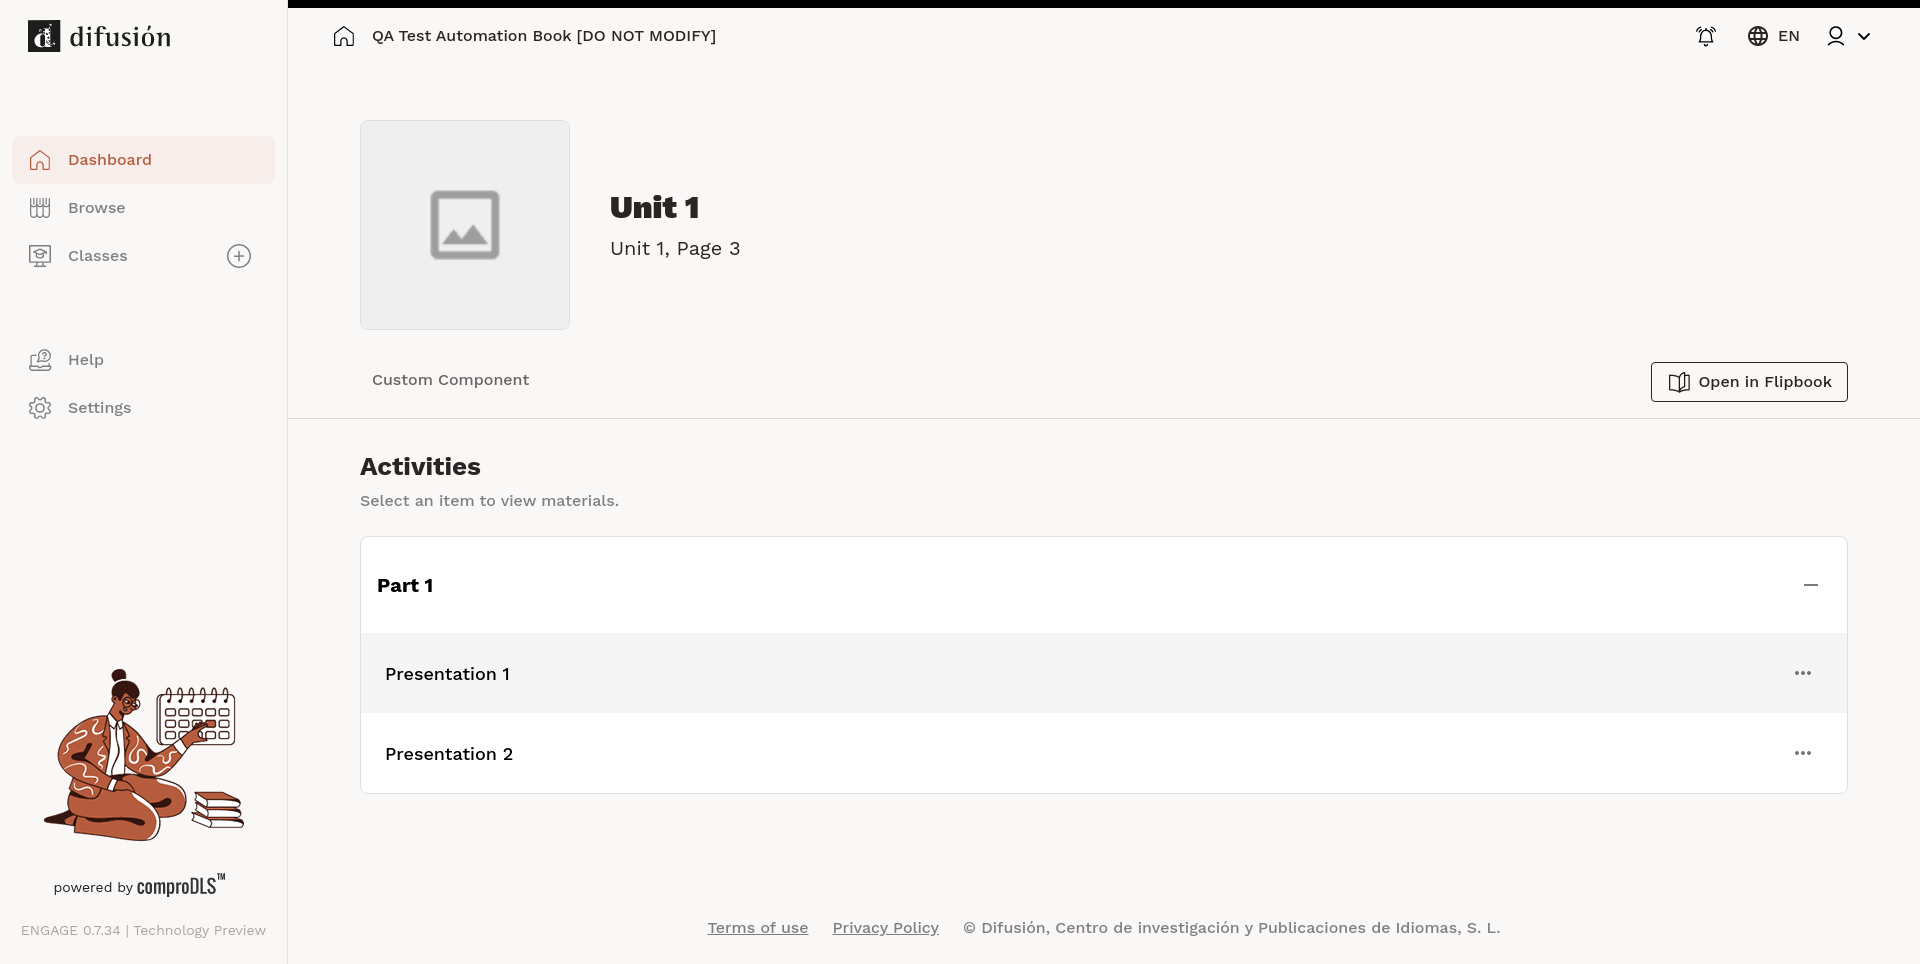 difusión
QA Test Automation Book [DO NOT MODIFY]
EN
Dashboard
Browse
Classes
Help
Settings
Unit 1
Unit 1, Page 3
Custom Component
Open in Flipbook
Activities
Select an item to view materials.
Part 1
Presentation 1
Presentation 2
powered by comproDLS™
ENGAGE 0.7.34 | Technology Preview
Terms of use Privacy Policy © Difusión, Centro de investigación y Publicaciones de Idiomas, S. L.